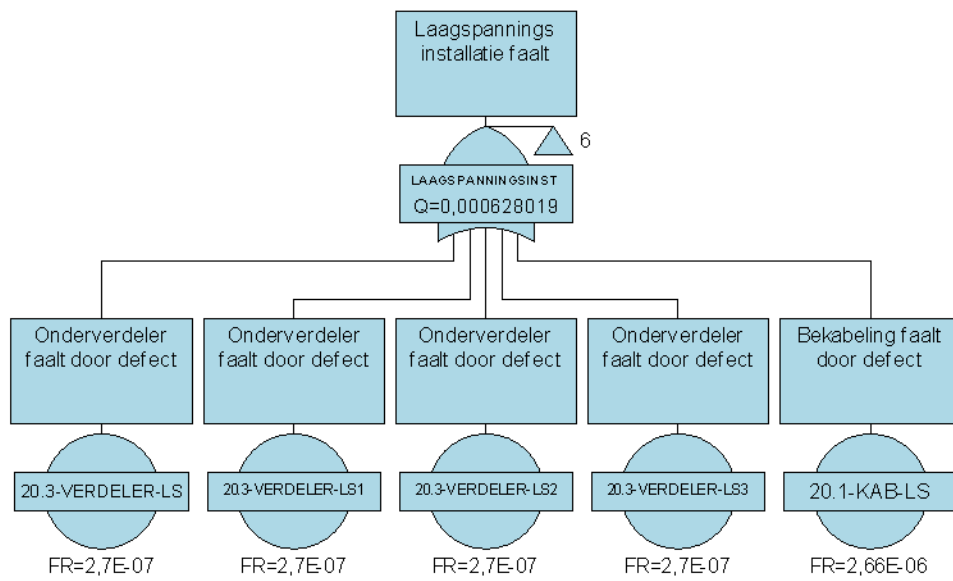 Laagspannings
installatie faalt
6
LAAGSPANNINGSINST
Q=0,000628019
Onderverdeler
faalt door defect
Onderverdeler
faalt door defect
Onderverdeler
faalt door defect
Onderverdeler
faalt door defect
Bekabeling faalt
door defect
20.3-VERDELER-LS
20.3-VERDELER-LS1
20.3-VERDELER-LS2
20.3-VERDELER-LS3
20.1-KAB-LS
FR=2,7E-07
FR=2,7E-07
FR=2,7E-07
FR=2,7E-07
FR=2,66E-06